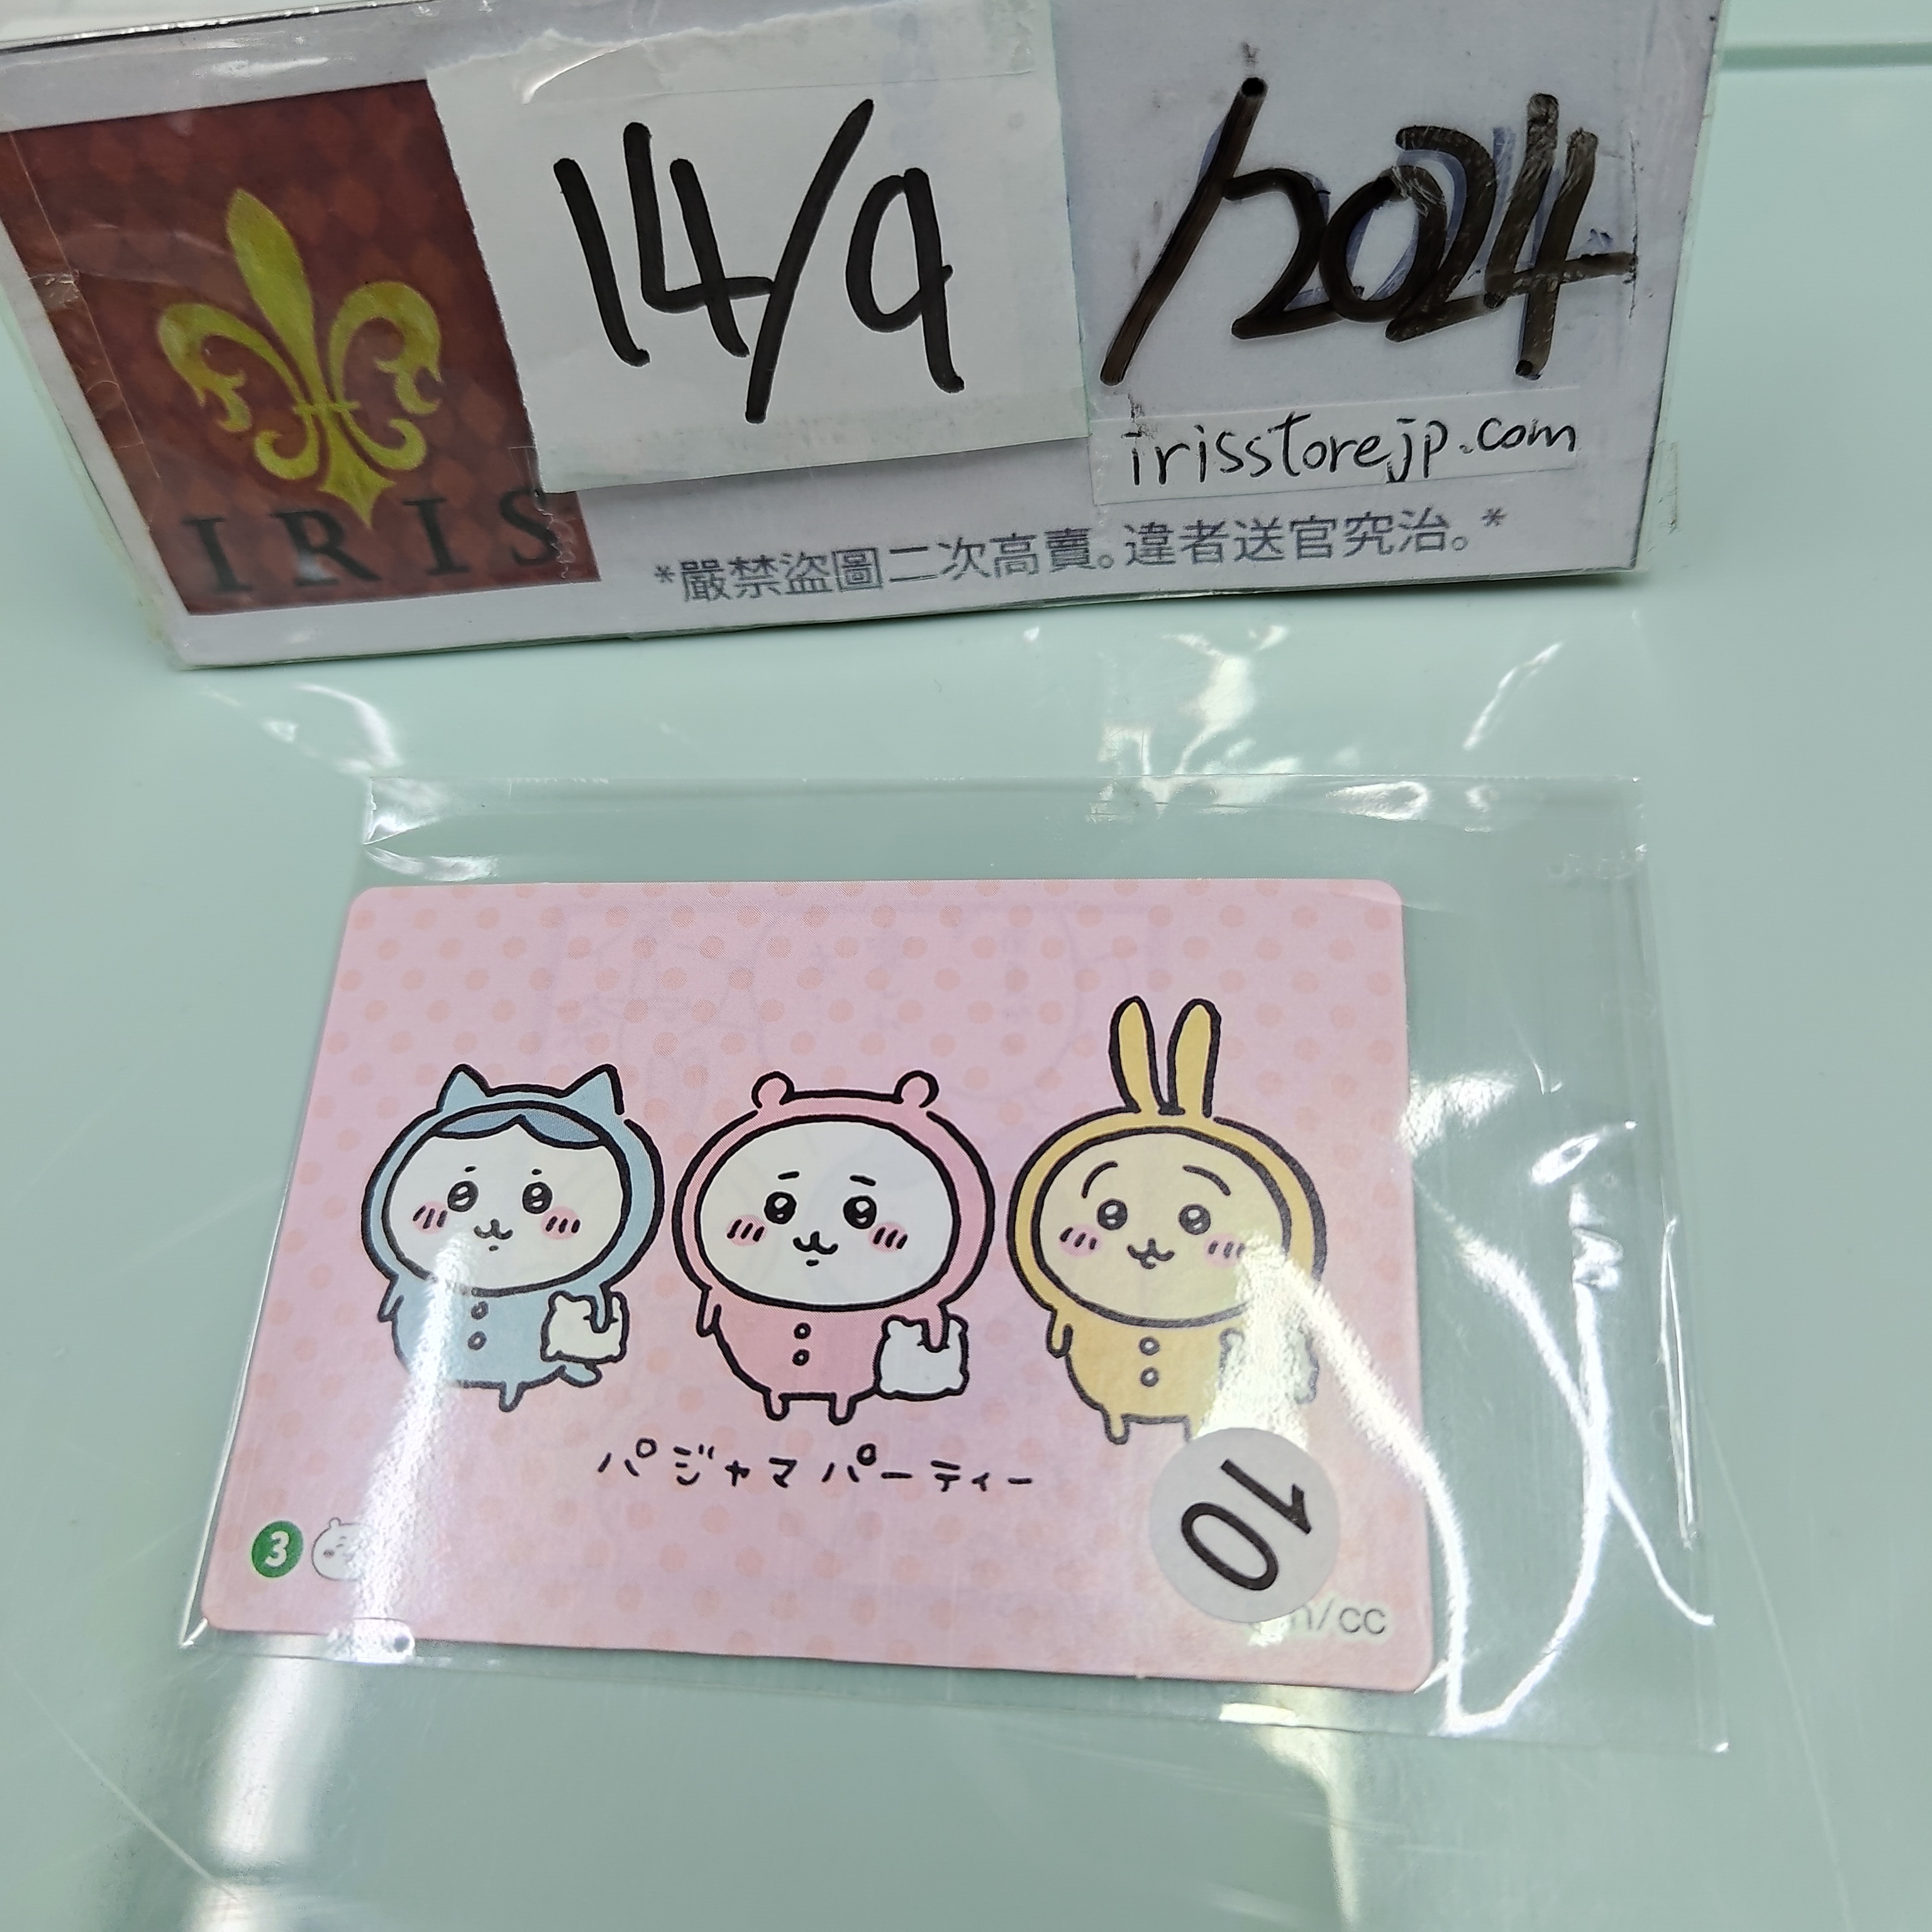 14/9 /2024
irisstorejp.com
IRIS
*嚴禁盜圖二次高賣。違者送官究治。*
パジャマパーティー
3
10
/cc